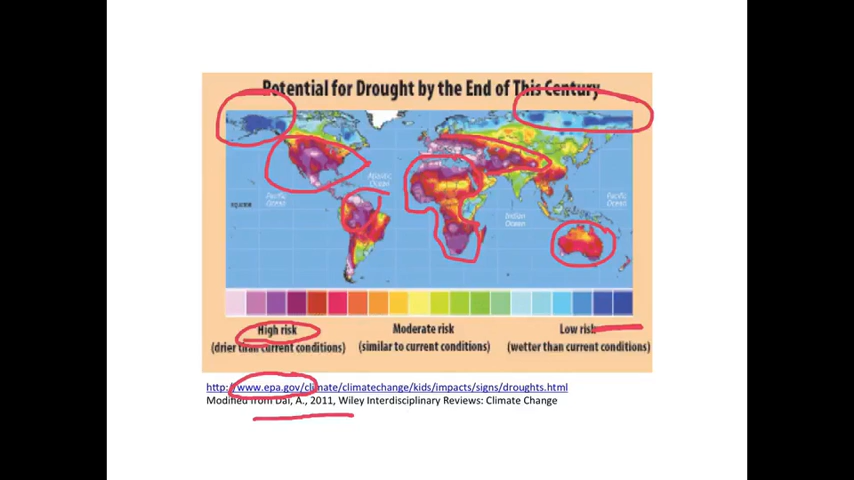 Potential for Drought by the End of This Century
Atlantic
Ocean
Pacific
Ocean
equator
Indian
Ocean
Pacific
Ocean
High risk
(drier than current conditions)
Moderate risk
(similar to current conditions)
Low risk
(wetter than current conditions)
http://www.epa.gov/climate/climatechange/kids/impacts/signs/droughts.html
Modified from Dai, A., 2011, Wiley Interdisciplinary Reviews: Climate Change